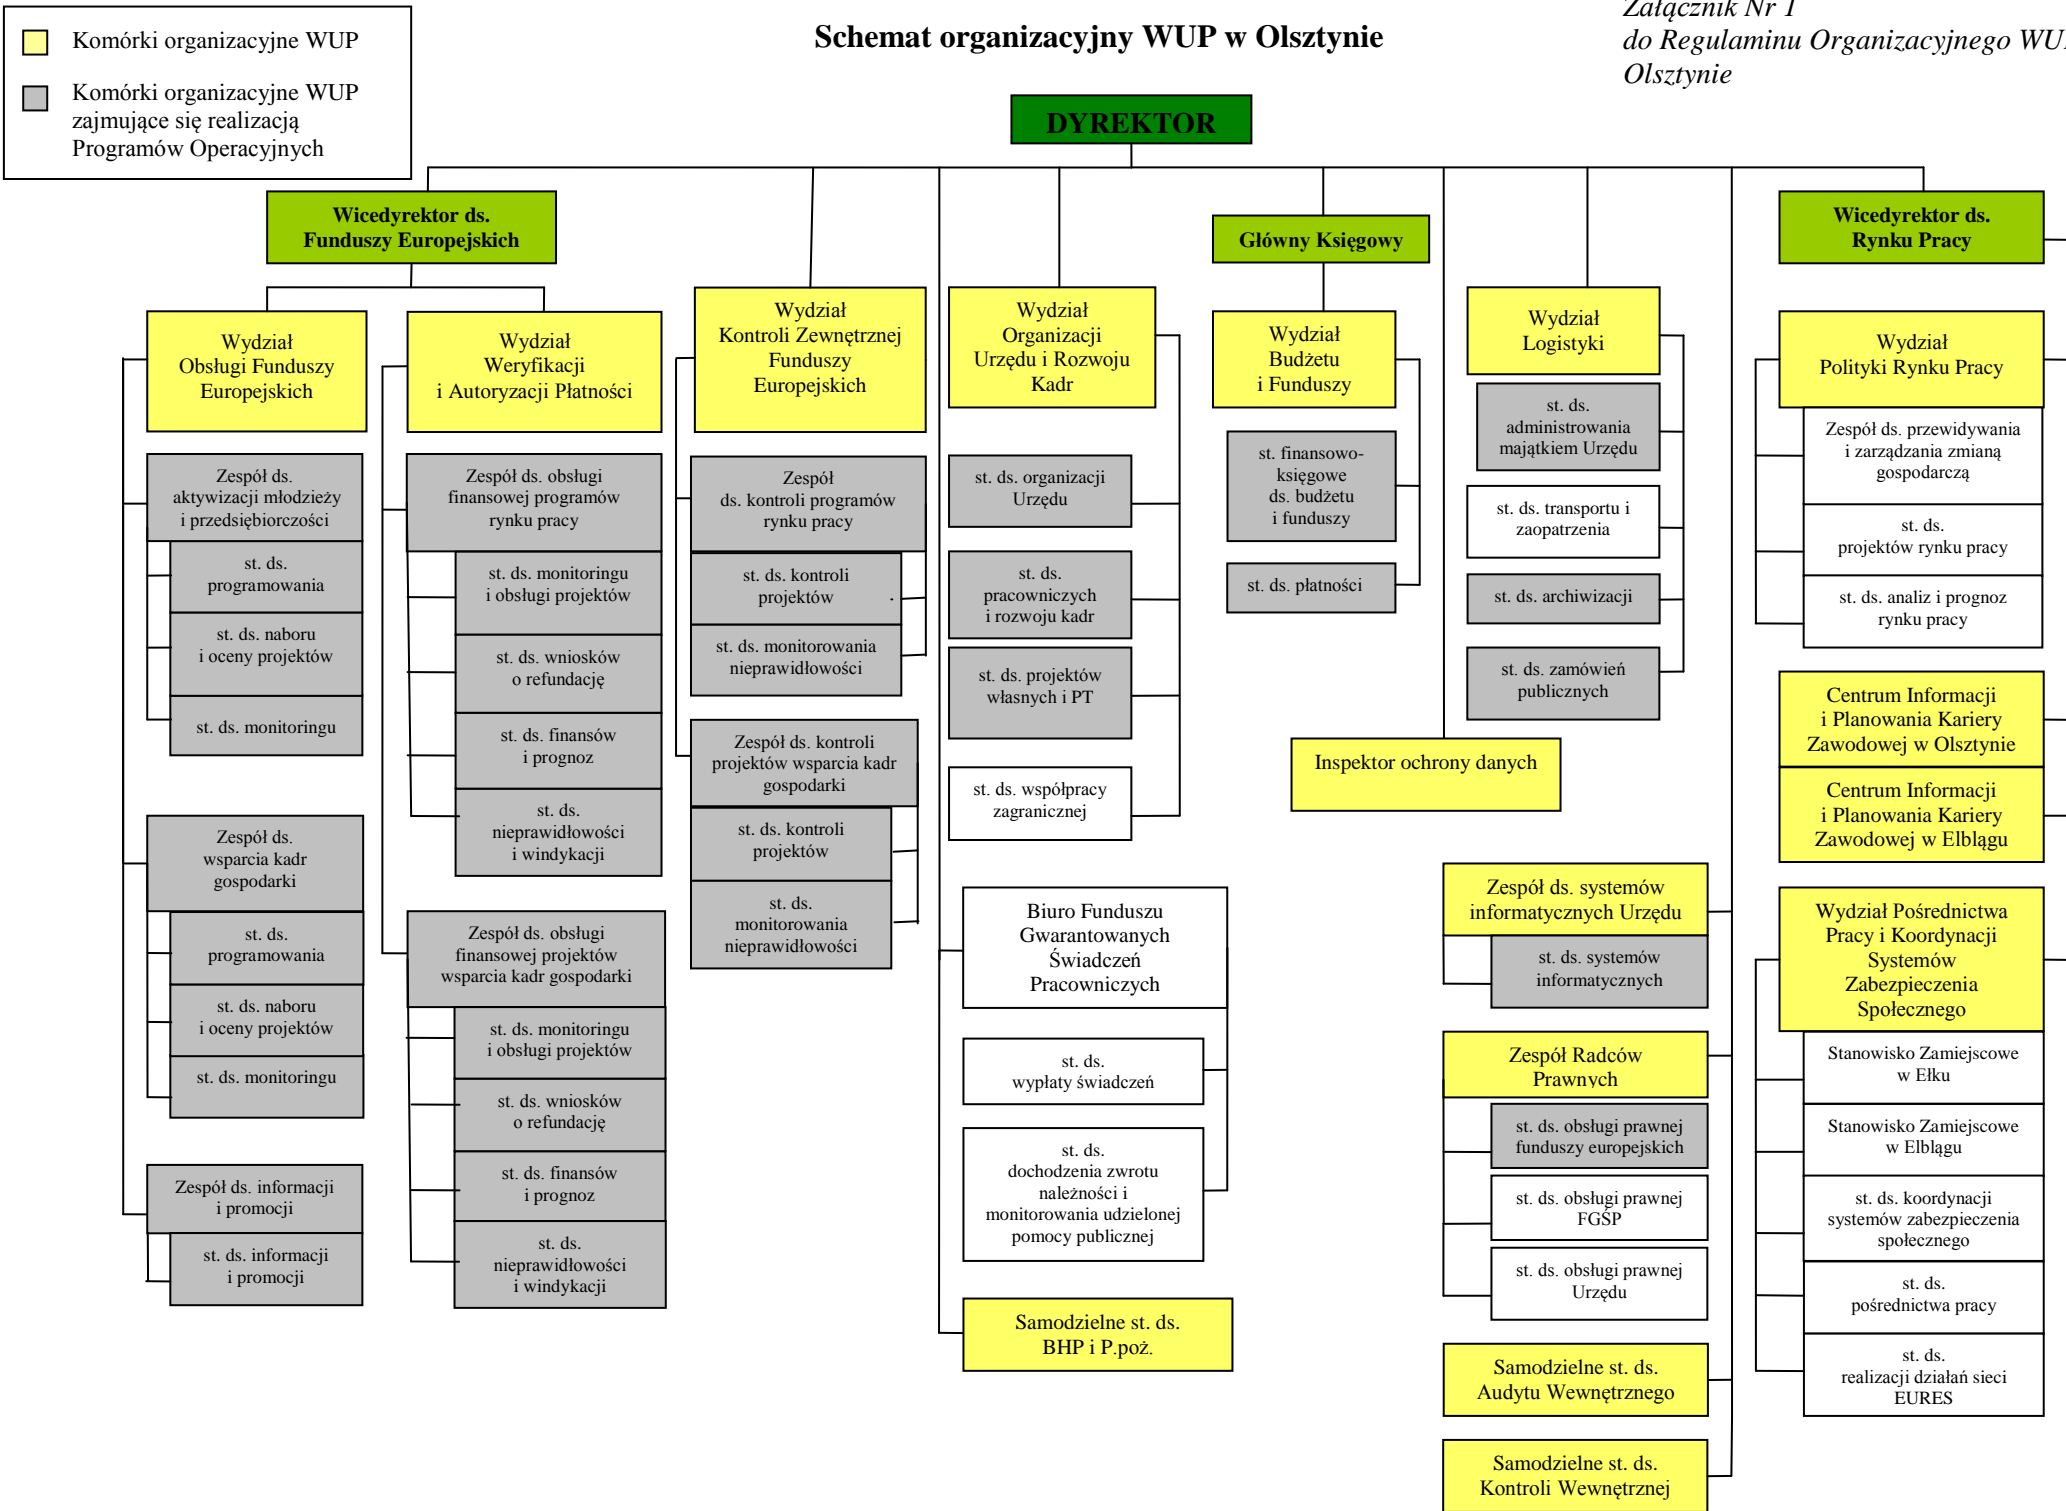 Załącznik Nr 1
do Regulaminu Organizacyjnego
Olsztynie
Schemat organizacyjny WUP w Olsztynie
Komórki organizacyjne WUP
Komórki organizacyjne WUP
zajmujące się realizacją
Programów Operacyjnych
DYREKTOR
Wicedyrektor ds.
Funduszy Europejskich
Główny Księgowy
Wicedyrektor ds.
Rynku Pracy
Wydział
Obsługi Funduszy
Europejskich
Zespół ds.
aktywizacji młodzieży
i przedsiębiorczości
st. ds.
programowania
st. ds. naboru
i oceny projektów
st. ds. monitoringu
Zespół ds.
wsparcia kadr
gospodarki
st. ds.
programowania
st. ds. naboru
i oceny projektów
st. ds. monitoringu
Zespół ds. informacji
i promocji
st. ds. informacji
i promocji
Wydział
Weryfikacji
i Autoryzacji Płatności
Zespół ds. obsługi
finansowej programów
rynku pracy
st. ds. monitoringu
i obsługi projektów
st. ds. wniosków
o refundację
st. ds. finansów
i prognoz
st. ds.
nieprawidłowości
i windykacji
Zespół ds. obsługi
finansowej projektów
wsparcia kadr gospodarki
st. ds. monitoringu
i obsługi projektów
st. ds. wniosków
o refundację
st. ds. finansów
i prognoz
st. ds.
nieprawidłowości
i windykacji
Wydział
Kontroli Zewnętrznej
Funduszy
Europejskich
Zespół
ds. kontroli programów
rynku pracy
st. ds. kontroli
projektów
st. ds. monitorowania
nieprawidłowości
Zespół ds. kontroli
projektów wsparcia kadr
gospodarki
st. ds. kontroli
projektów
st. ds.
monitorowania
nieprawidłowości
Wydział
Organizacji
Urzędu i Rozwoju
Kadr
st. ds. organizacji
Urzędu
st. ds.
pracowniczych
i rozwoju kadr
st. ds. projektów
własnych i PT
st. ds. współpracy
zagranicznej
Biuro Funduszu
Gwarantowanych
Świadczeń
Pracowniczych
st. ds.
wypłaty świadczeń
st. ds.
dochodzenia zwrotu
należności i
monitorowania udzielonej
pomocy publicznej
Samodzielne st. ds.
BHP i P.poż.
Wydział
Budżetu
i Funduszy
st. finansowo-
księgowe
ds. budżetu
i funduszy
st. ds. płatności
Inspektor ochrony danych
Wydział
Logistyki
st. ds.
administrowania
majątkiem Urzędu
st. ds. transportu i
zaopatrzenia
st. ds. archiwizacji
st. ds. zamówień
publicznych
Zespół ds. systemów
informatycznych Urzędu
st. ds. systemów
informatycznych
Zespół Radców
Prawnych
st. ds. obsługi prawnej
funduszy europejskich
st. ds. obsługi prawnej
FGŚP
st. ds. obsługi prawnej
Urzędu
Samodzielne st. ds.
Audytu Wewnętrznego
Samodzielne st. ds.
Kontroli Wewnętrznej
Wydział
Polityki Rynku Pracy
Zespół ds. przewidywania
i zarządzania zmianą
gospodarczą
st. ds.
projektów rynku pracy
st. ds. analiz i prognoz
rynku pracy
Centrum Informacji
i Planowania Kariery
Zawodowej w Olsztynie
Centrum Informacji
i Planowania Kariery
Zawodowej w Elblągu
Wydział Pośrednictwa
Pracy i Koordynacji
Systemów
Zabezpieczenia
Społecznego
Stanowisko Zamiejscowe
w Ełku
Stanowisko Zamiejscowe
w Elblągu
st. ds. koordynacji
systemów zabezpieczenia
społecznego
st. ds.
pośrednictwa pracy
st. ds.
realizacji działań sieci
EURES